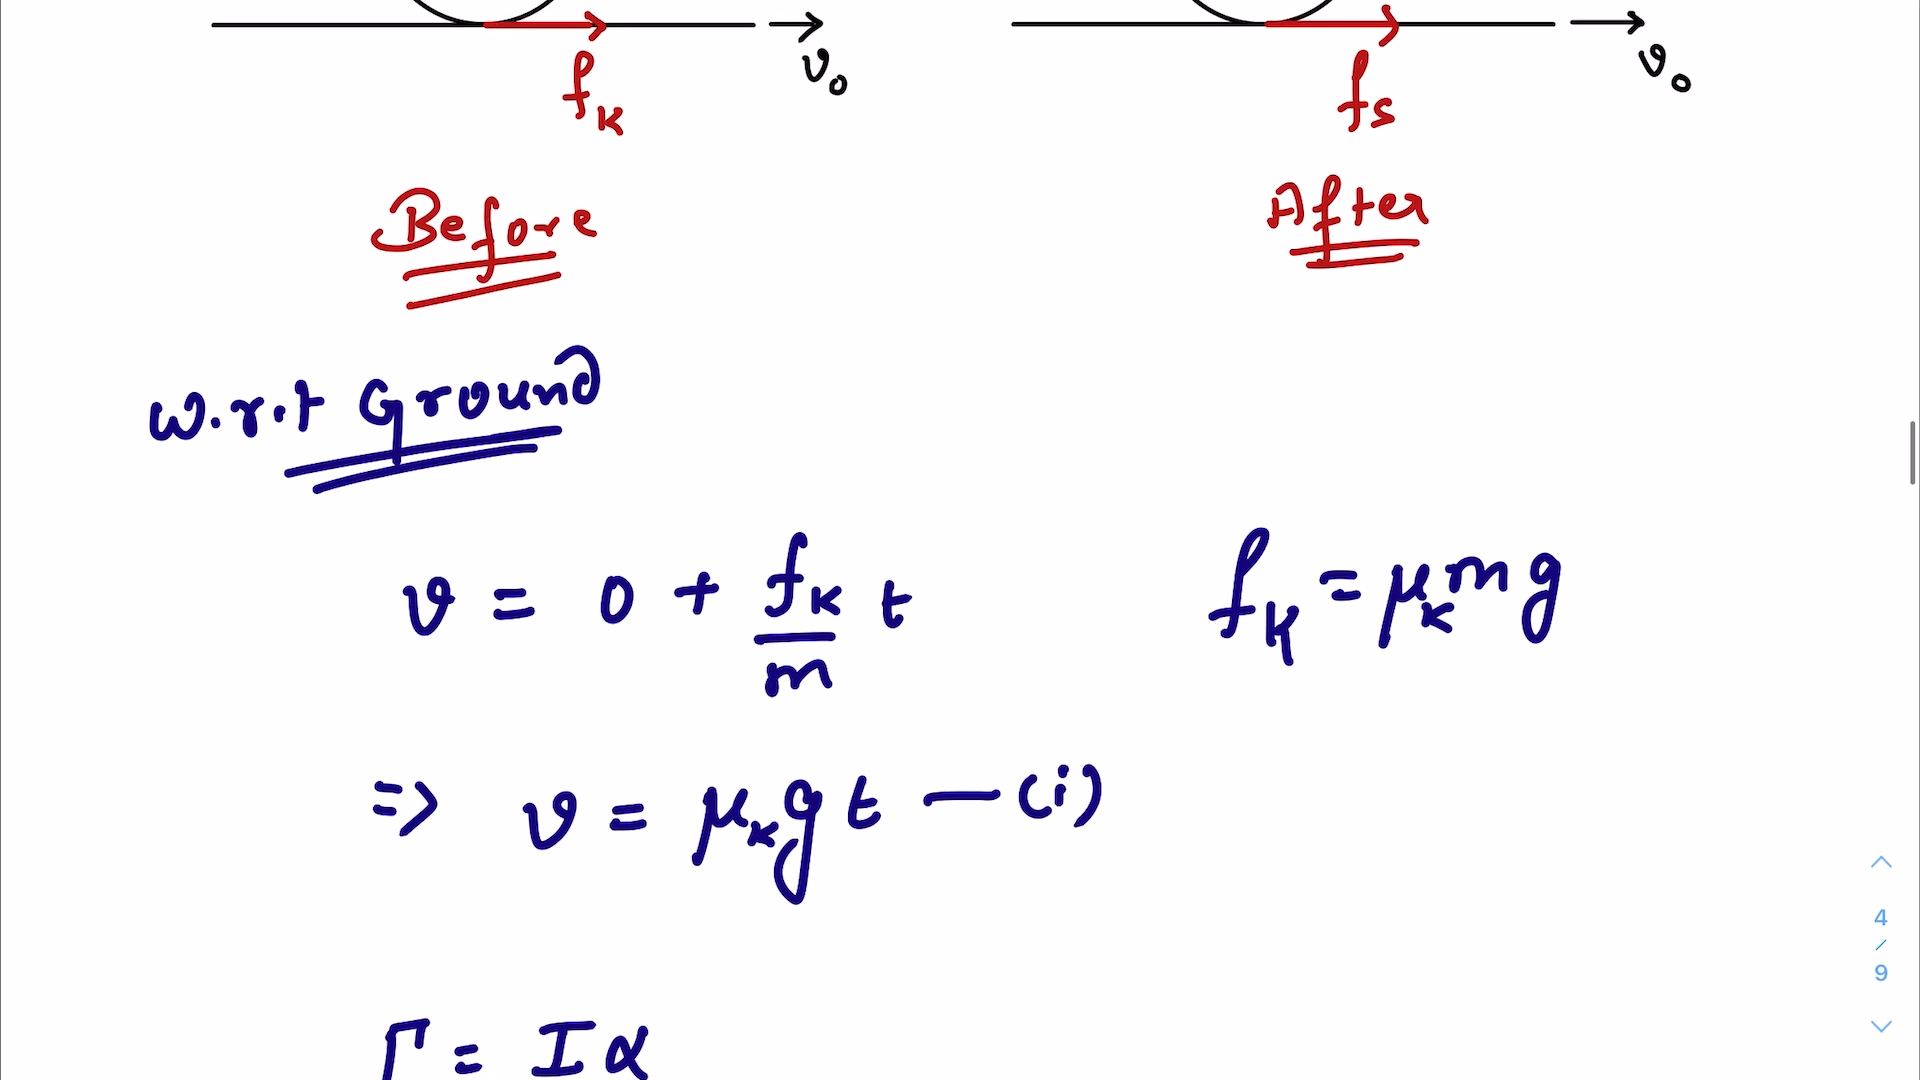 f_k v_0 f_s v_0
Before After
w.r.t Ground
v = 0 + f_k/m t f_k = μ_k mg
=> v = μ_k g t — (i)
Γ = Iα
4
/
9